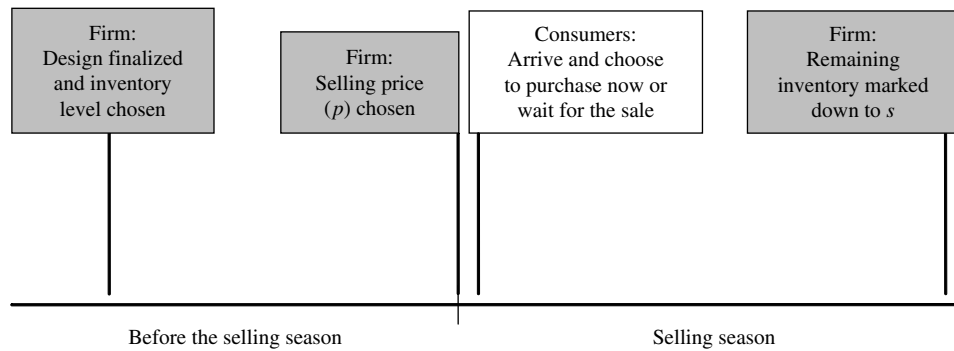 Firm:
Design finalized
and inventory
level chosen
Firm:
Selling price
(p) chosen
Consumers:
Arrive and choose
to purchase now or
wait for the sale
Firm:
Remaining
inventory marked
down to s
Before the selling season
Selling season